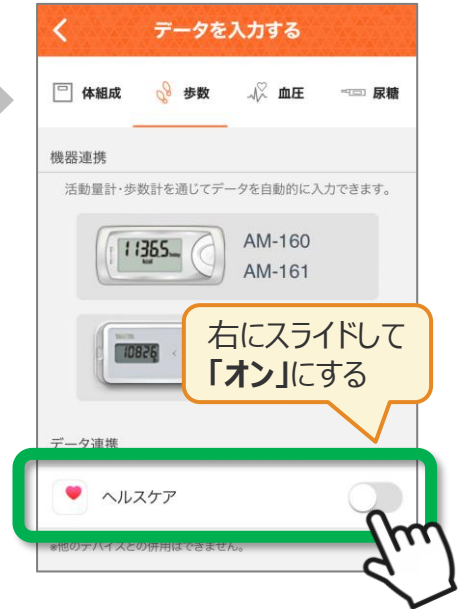 データを入力する
体組成
歩数
血圧
尿糖
機器連携
活動量計・歩数計を通じてデータを自動的に入力できます。
1136.5
kcal
AM-160
AM-161
TANITA
10826
右にスライドして
「オン」にする
データ連携
ヘルスケア
※他のデバイスとの併用はできません。